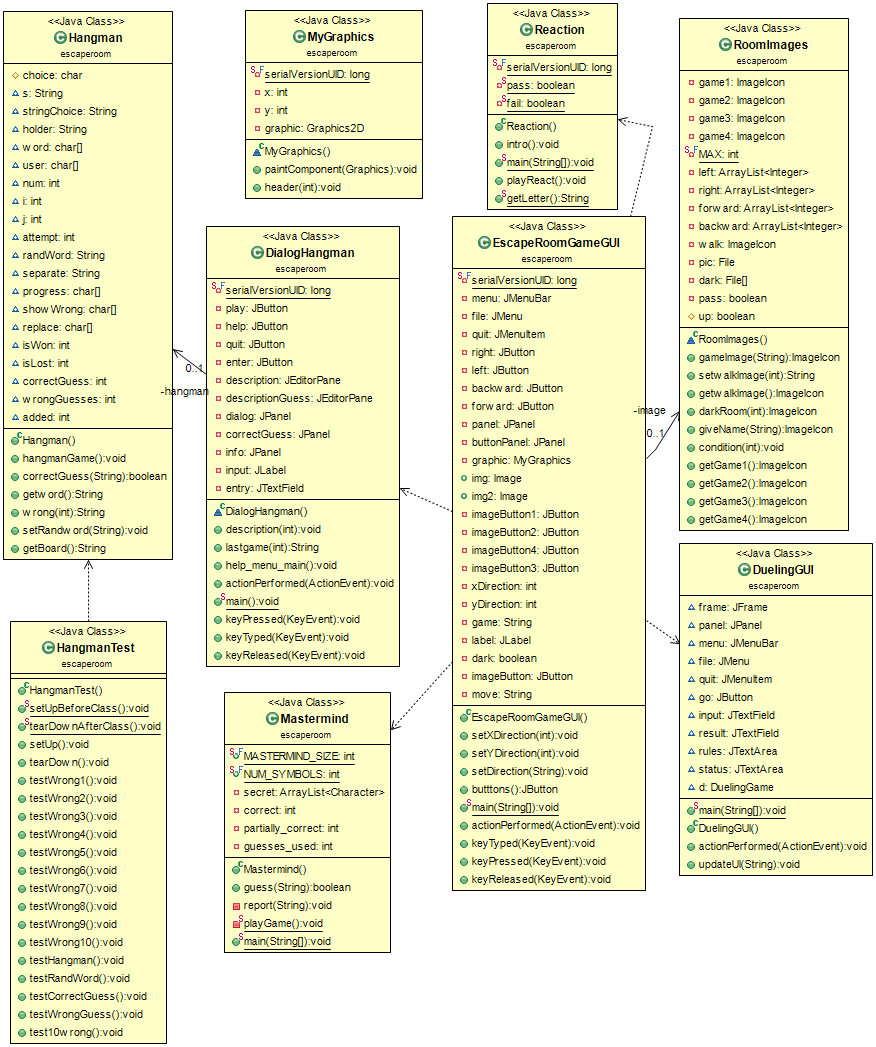 <<Java Class>>
Hangman
escaperoom
choice: char
s: String
stringChoice: String
holder: String
word: char[]
user: char[]
num: int
i: int
j: int
attempt: int
randWord: String
separate: String
progress: char[]
showWrong: char[]
replace: char[]
isWon: int
isLost: int
correctGuess: int
wrongGuesses: int
added: int
Hangman()
hangmanGame():void
correctGuess(String):boolean
getword():String
wrong(int):String
setRandword(String):void
getBoard():String
<<Java Class>>
MyGraphics
escaperoom
serialVersionUID: long
x: int
y: int
graphic: Graphics2D
MyGraphics()
paintComponent(Graphics):void
header(int):void
<<Java Class>>
Reaction
escaperoom
serialVersionUID: long
pass: boolean
fail: boolean
Reaction()
intro():void
main(String[]):void
playReact():void
getLetter():String
<<Java Class>>
RoomImages
escaperoom
game1: ImageIcon
game2: ImageIcon
game3: ImageIcon
game4: ImageIcon
MAX: int
left: ArrayList<Integer>
right: ArrayList<Integer>
forward: ArrayList<Integer>
backward: ArrayList<Integer>
walk: ImageIcon
pic: File
dark: File[]
pass: boolean
up: boolean
RoomImages()
gameImage(String):ImageIcon
setwalkImage(int):String
getwalkImage():ImageIcon
darkRoom(int):ImageIcon
giveName(String):ImageIcon
condition(int):void
getGame1():ImageIcon
getGame2():ImageIcon
getGame3():ImageIcon
getGame4():ImageIcon
<<Java Class>>
DialogHangman
escaperoom
serialVersionUID: long
play: JButton
help: JButton
quit: JButton
enter: JButton
description: JEditorPane
descriptionGuess: JEditorPane
dialog: JPanel
correctGuess: JPanel
info: JPanel
input: JLabel
entry: JTextField
DialogHangman()
description(int):void
lastgame(int):String
help_menu_main():void
actionPerformed(ActionEvent):void
main():void
keyPressed(KeyEvent):void
keyTyped(KeyEvent):void
keyReleased(KeyEvent):void
0..1
-hangman
<<Java Class>>
EscapeRoomGameGUI
escaperoom
serialVersionUID: long
menu: JMenuBar
file: JMenu
quit: JMenuItem
right: JButton
left: JButton
backward: JButton
forward: JButton
panel: JPanel
buttonPanel: JPanel
graphic: MyGraphics
img: Image
img2: Image
imageButton1: JButton
imageButton2: JButton
imageButton4: JButton
imageButton3: JButton
xDirection: int
yDirection: int
game: String
label: JLabel
dark: boolean
imageButton: JButton
move: String
EscapeRoomGameGUI()
setXDirection(int):void
setYDirection(int):void
setDirection(String):void
butttons():JButton
main(String[]):void
actionPerformed(ActionEvent):void
keyTyped(KeyEvent):void
keyPressed(KeyEvent):void
keyReleased(KeyEvent):void
-image
0..1
<<Java Class>>
DuelingGUI
escaperoom
frame: JFrame
panel: JPanel
menu: JMenuBar
file: JMenu
quit: JMenuItem
go: JButton
input: JTextField
result: JTextField
rules: JTextArea
status: JTextArea
d: DuelingGame
main(String[]):void
DuelingGUI()
actionPerformed(ActionEvent):void
updateUI(String):void
<<Java Class>>
HangmanTest
escaperoom
HangmanTest()
setUpBeforeClass():void
tearDownAfterClass():void
setUp():void
tearDown():void
testWrong1():void
testWrong2():void
testWrong3():void
testWrong4():void
testWrong5():void
testWrong6():void
testWrong7():void
testWrong8():void
testWrong9():void
testWrong10():void
testHangman():void
testRandWord():void
testCorrectGuess():void
testWrongGuess():void
test10wrong():void
<<Java Class>>
Mastermind
escaperoom
MASTERMIND_SIZE: int
NUM_SYMBOLS: int
secret: ArrayList<Character>
correct: int
partially_correct: int
guesses_used: int
Mastermind()
guess(String):boolean
report(String):void
playGame():void
main(String[]):void